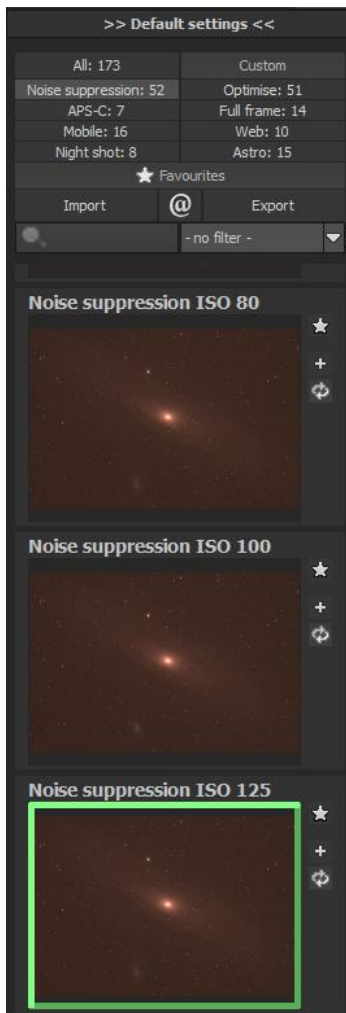 >> Default settings <<
All: 173 Custom
Noise suppression: 52 Optimise: 51
APS-C: 7 Full frame: 14
Mobile: 16 Web: 10
Night shot: 8 Astro: 15
Favourites
Import @ Export
- no filter -
Noise suppression ISO 80
Noise suppression ISO 100
Noise suppression ISO 125